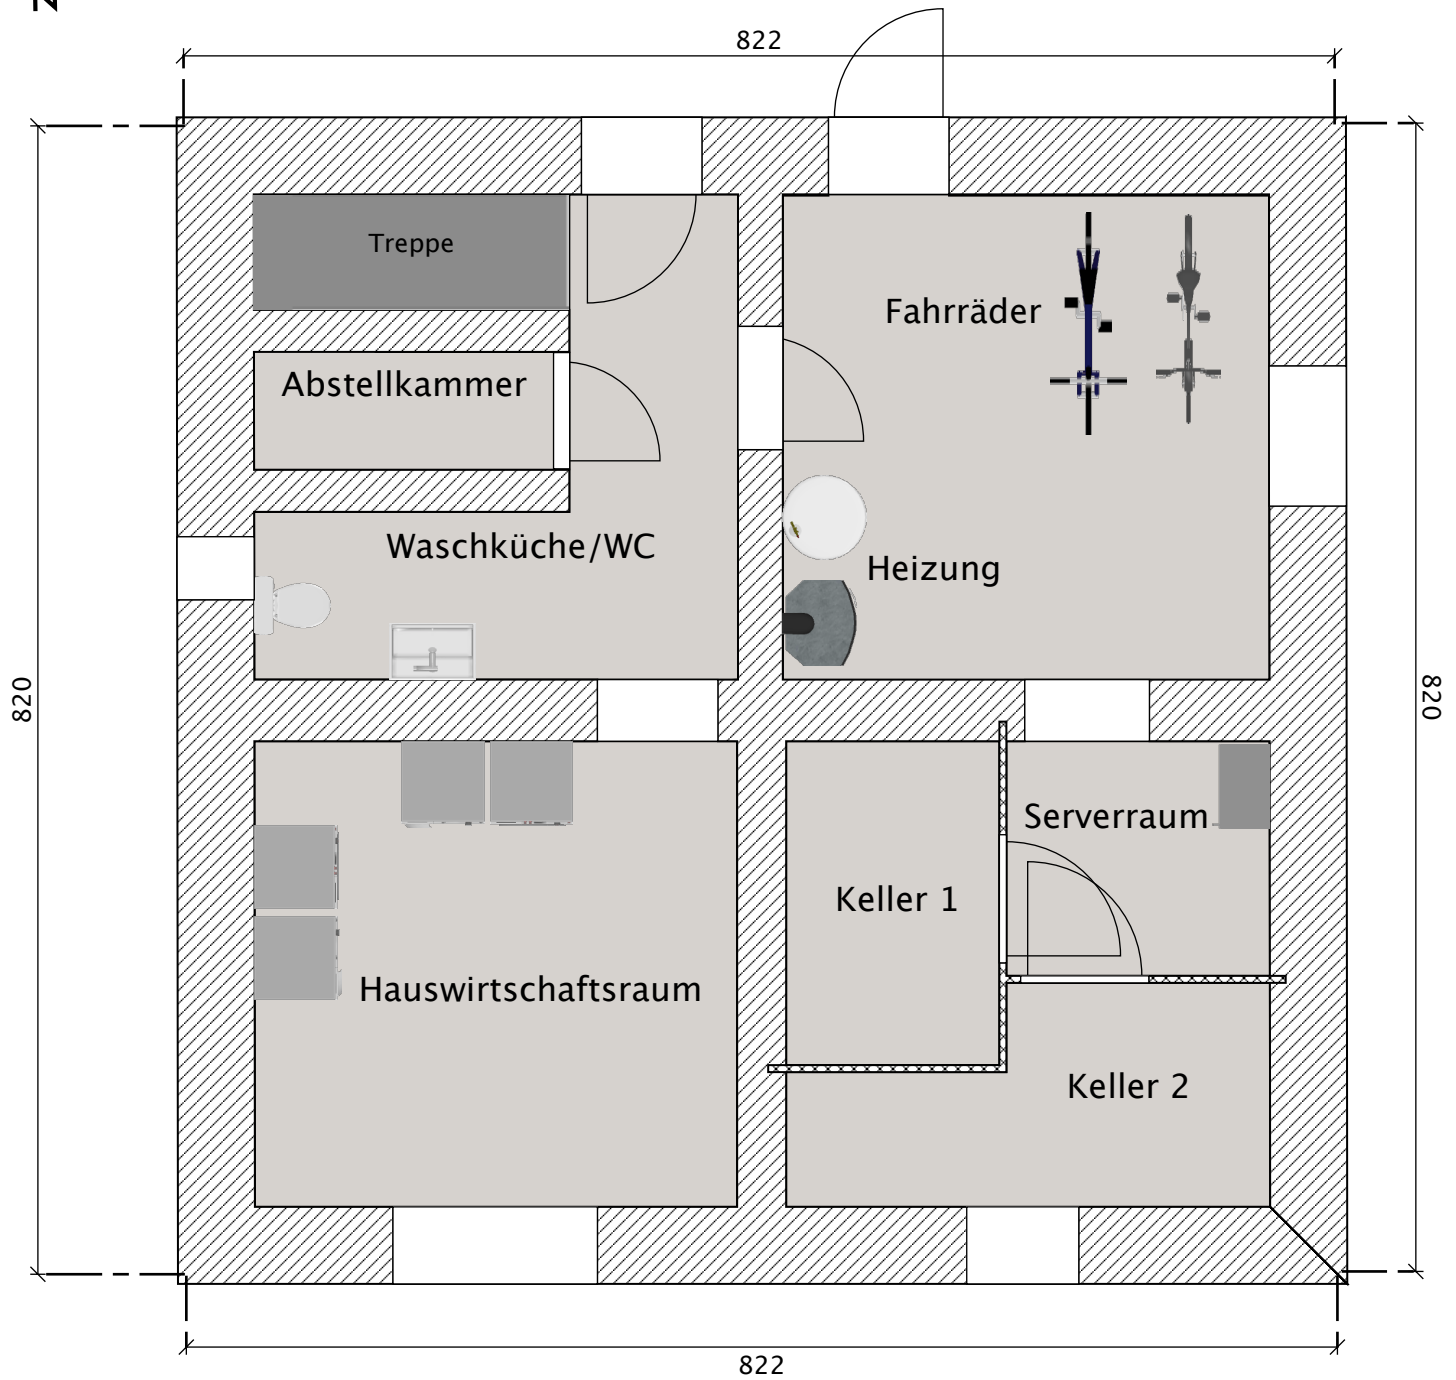 822
Treppe
Fahrräder
Abstellkammer
Waschküche/WC
Heizung
820
820
Serverraum
Keller 1
Hauswirtschaftsraum
Keller 2
822